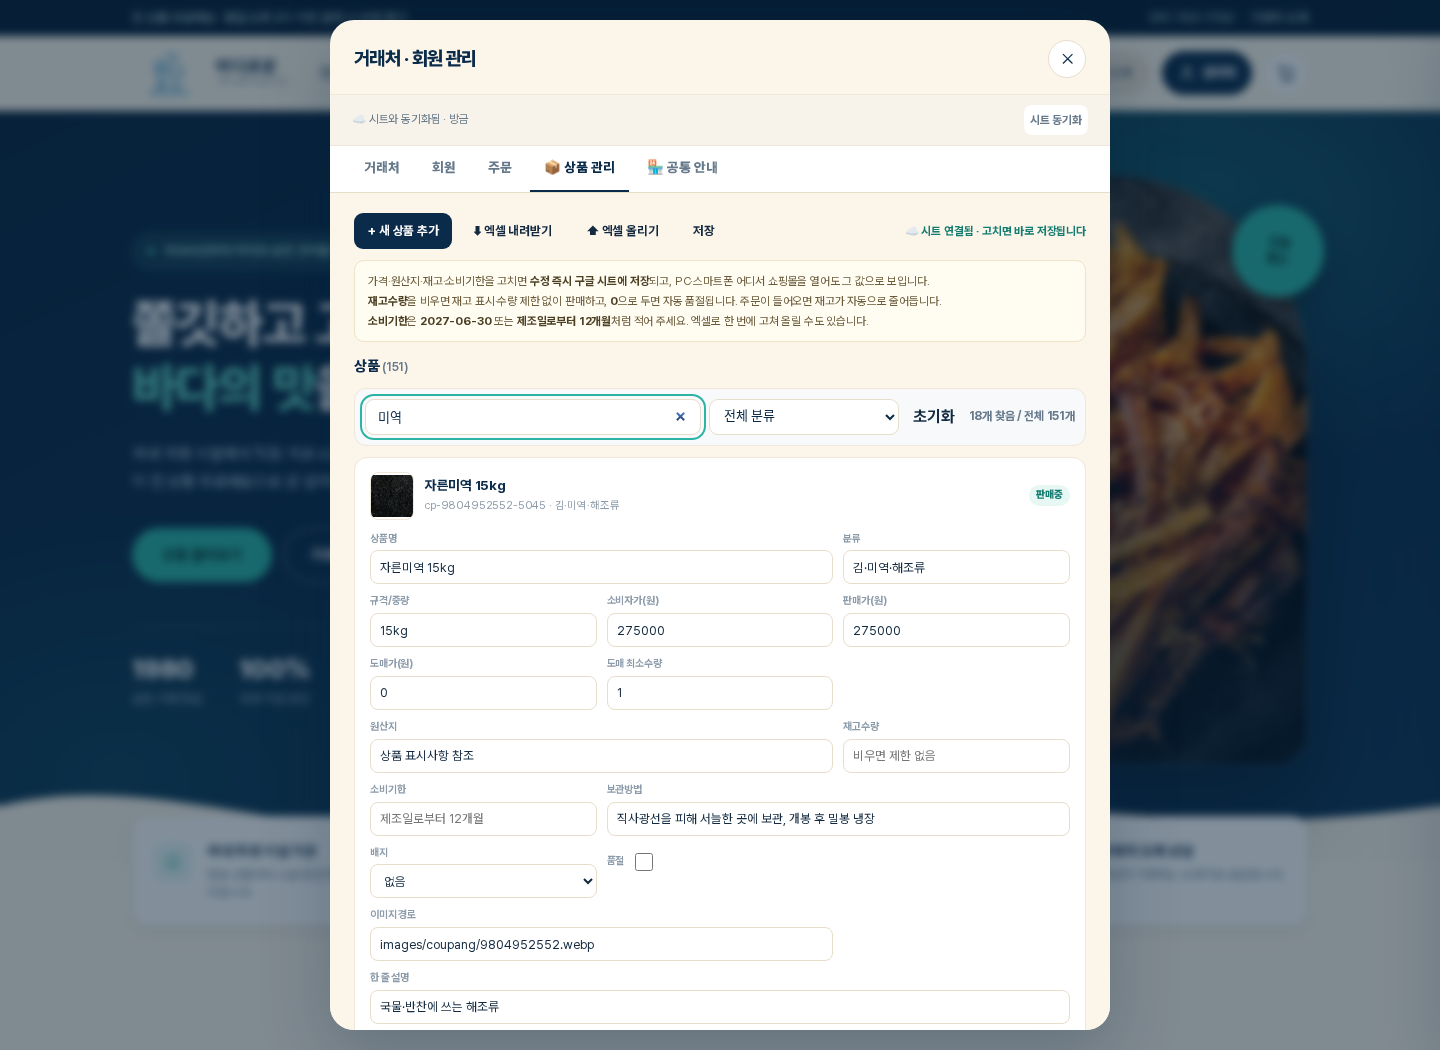 거래처 · 회원 관리
☁️ 시트와 동기화됨 · 방금
시트 동기화
거래처 회원 주문 📦 상품 관리 🏪 공통 안내
+ 새 상품 추가 ⬇ 엑셀 내려받기 ⬆ 엑셀 올리기 저장 ☁️ 시트 연결됨 · 고치면 바로 저장됩니다
가격·원산지·재고·소비기한을 고치면 수정 즉시 구글 시트에 저장되고, PC·스마트폰 어디서 쇼핑몰을 열어도 그 값으로 보입니다.
재고수량을 비우면 재고 표시·수량 제한 없이 판매하고, 0으로 두면 자동 품절됩니다. 주문이 들어오면 재고가 자동으로 줄어듭니다.
소비기한은 2027-06-30 또는 제조일로부터 12개월처럼 적어 주세요. 엑셀로 한 번에 고쳐 올릴 수도 있습니다.
상품 (151)
미역 × 전체 분류 초기화 18개 찾음 / 전체 151개
자른미역 15kg
cp-9804952552-5045 · 김·미역·해조류
판매중
상품명 분류
자른미역 15kg 김·미역·해조류
규격/중량 소비자가(원) 판매가(원)
15kg 275000 275000
도매가(원) 도매 최소수량
0 1
원산지 재고수량
상품 표시사항 참조 비우면 제한 없음
소비기한 보관방법
제조일로부터 12개월 직사광선을 피해 서늘한 곳에 보관, 개봉 후 밀봉 냉장
배지 품절
없음
이미지경로
images/coupang/9804952552.webp
한 줄 설명
국물·반찬에 쓰는 해조류
쫄깃하고
바다의 맛
1980 100%